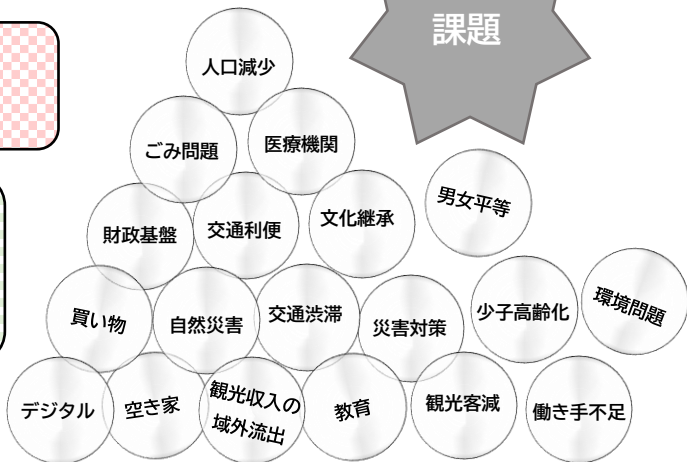 課題
人口減少
ごみ問題
医療機関
財政基盤
交通利便
文化継承
男女平等
買い物
自然災害
交通渋滞
災害対策
少子高齢化
環境問題
デジタル
空き家
観光収入の
域外流出
教育
観光客減
働き手不足